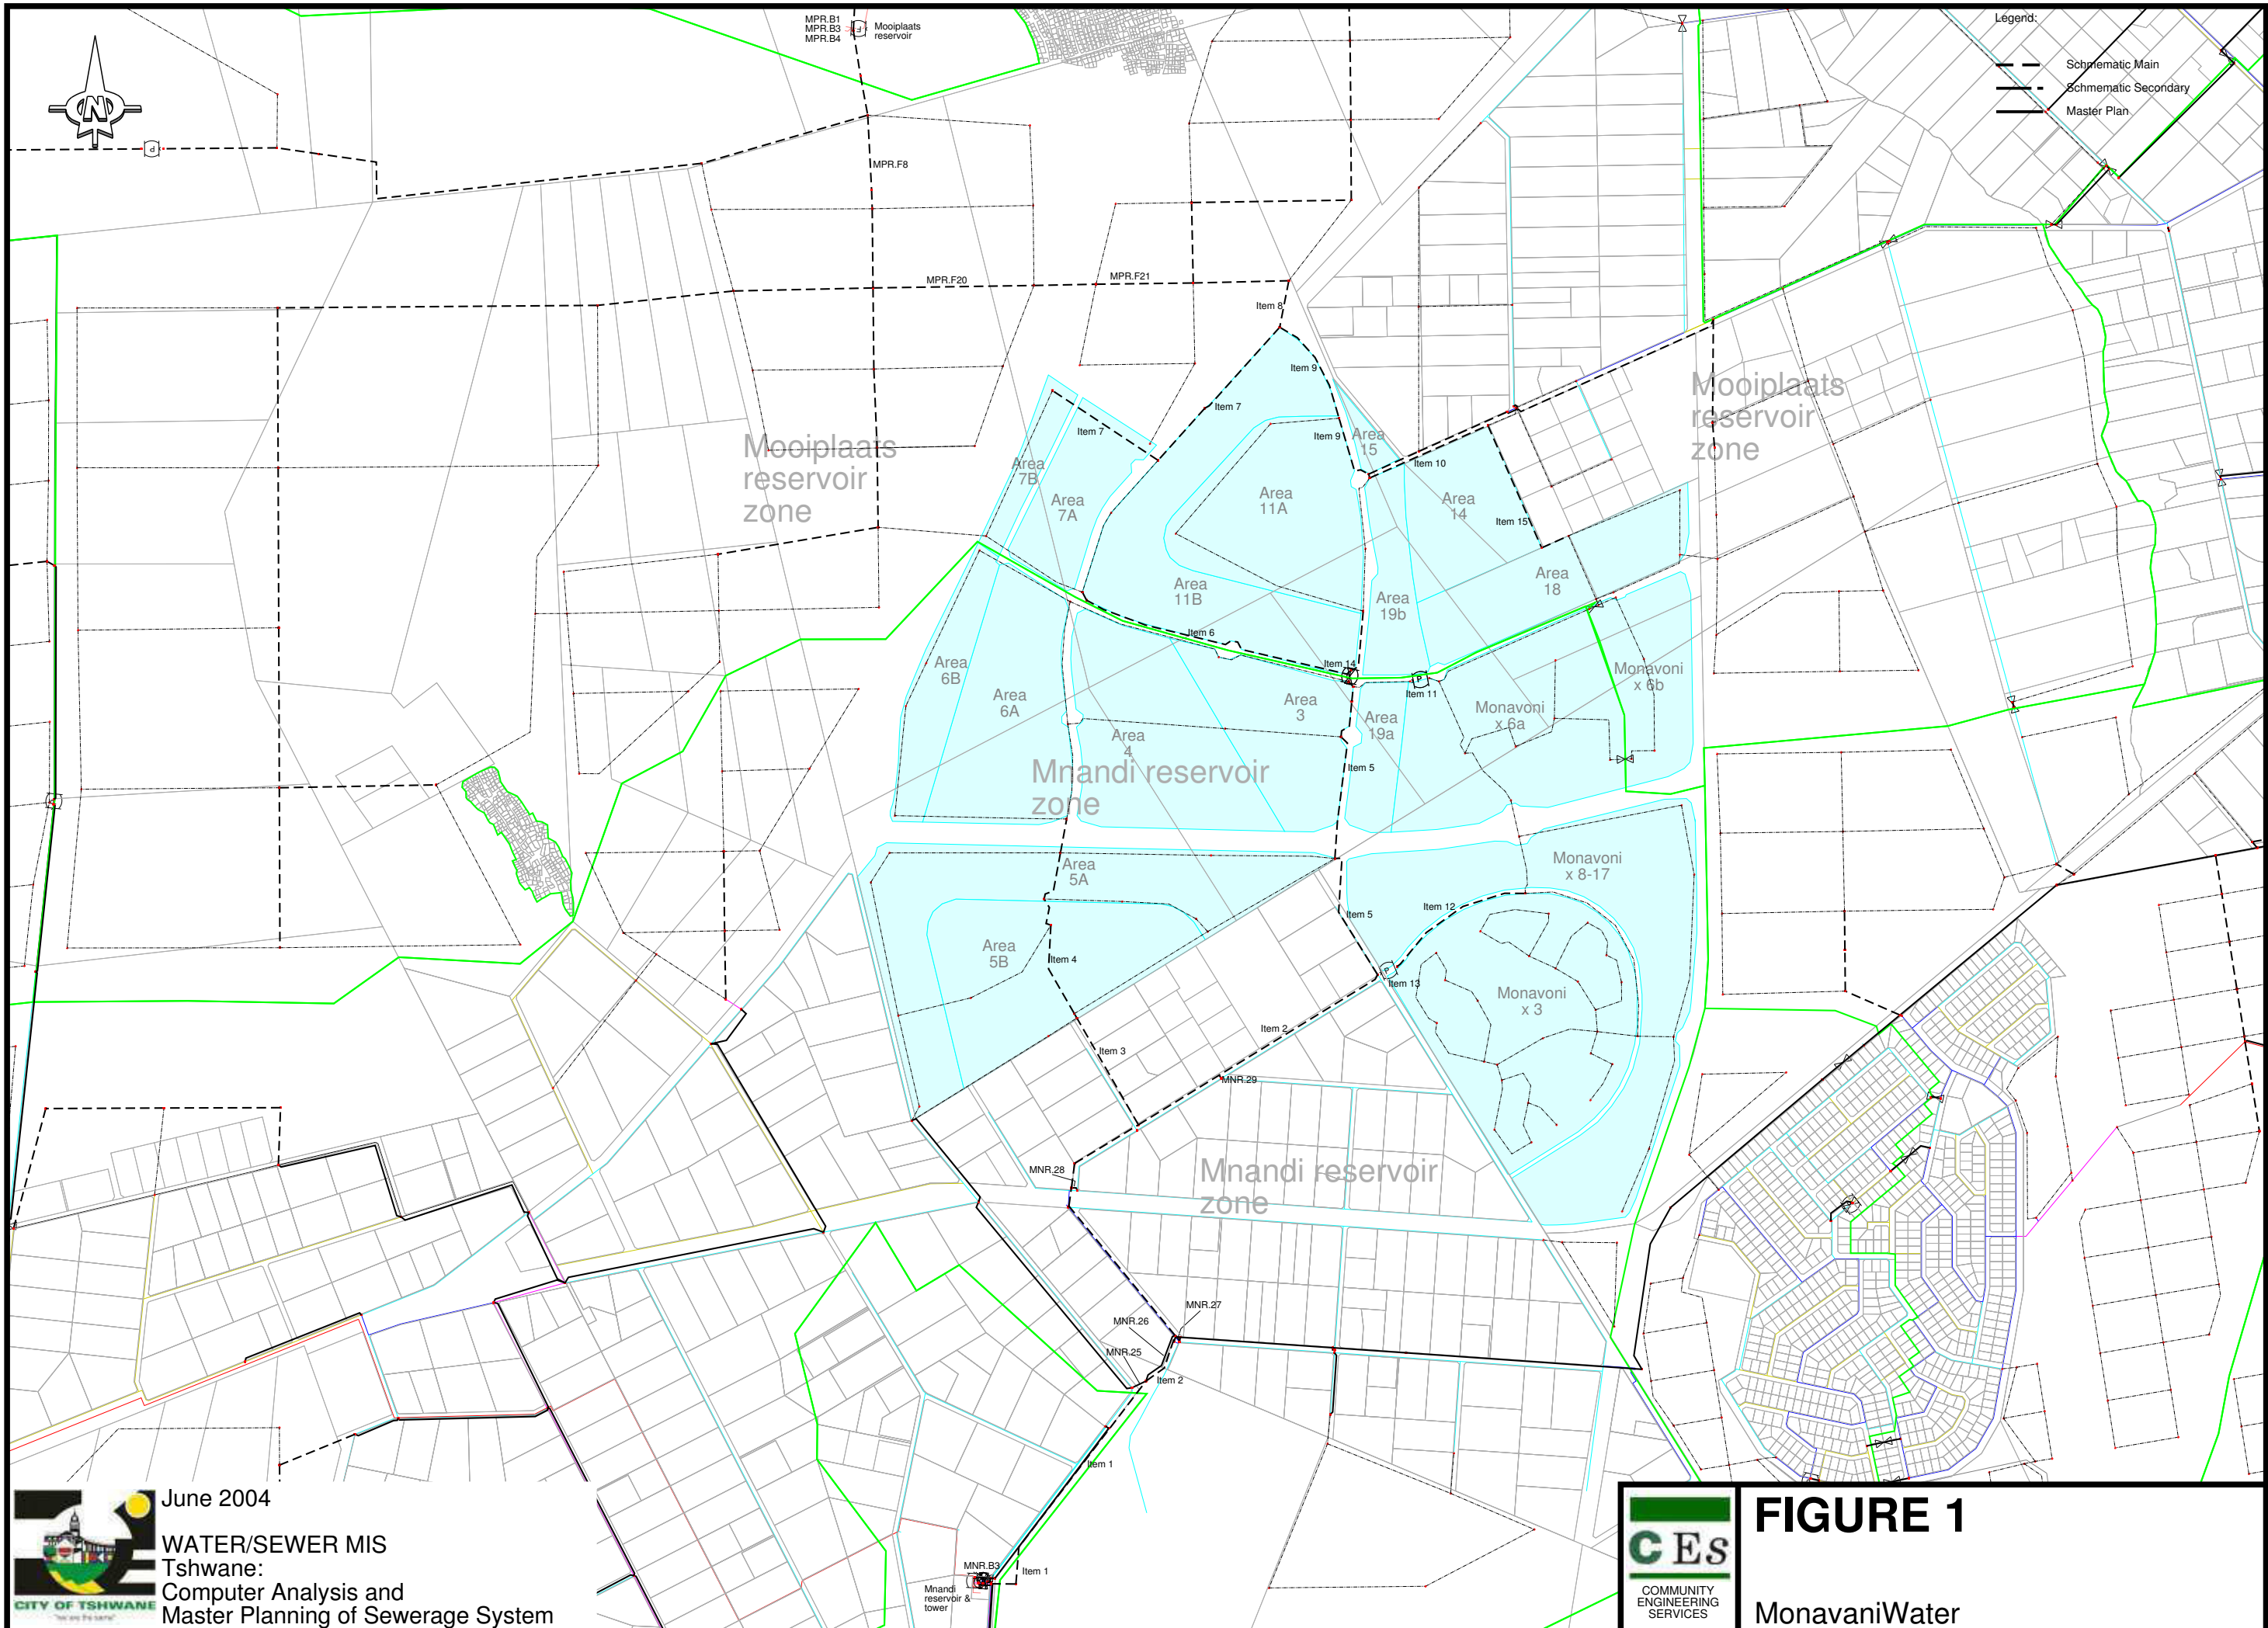 MPR.B1
MPR.B3
MPR.B4
Mooiplaats
reservoir
Legend:
Schmematic Main
Schmematic Secondary
Master Plan
N
MPR.F8
MPR.F20
MPR.F21
Item 8
Item 9
Item 7
Item 7
Item 9
Area
15
Item 10
Mooiplaats
reservoir
zone
Mooiplaats
reservoir
zone
Area
7B
Area
7A
Area
11A
Area
14
Item 15
Area
11B
Area
19b
Area
18
Item 6
Item 14
P
Item 11
Area
6B
Area
6A
Area
3
Area
19a
Monavoni
x 6a
Monavoni
x 6b
Area
4
Mnandi reservoir
zone
Item 5
Area
5A
Monavoni
x 8-17
Item 5
Item 12
Area
5B
Item 4
P
Item 13
Monavoni
x 3
Item 2
Item 3
MNR.29
MNR.28
Mnandi reservoir
zone
MNR.27
MNR.26
MNR.25
Item 2
Item 1
MNR.B3
Item 1
Mnandi
reservoir &
tower
June 2004
WATER/SEWER MIS
Tshwane:
Computer Analysis and
Master Planning of Sewerage System
CITY OF TSHWANE
"we are the same"
CES
COMMUNITY
ENGINEERING
SERVICES
FIGURE 1
MonavaniWater